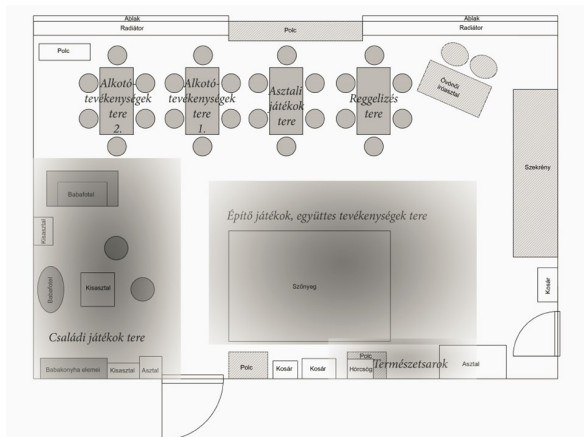 Ablak
Radiátor
Polc
Ablak
Radiátor
Polc
Alkotó-
tevékenységek
tere
2.
Alkotó-
tevékenységek
tere
1.
Asztali
játékok
tere
Reggelizés
tere
Óvónői
íróasztal
Szekrény
Babafotel
Kisasztal
Építő játékok, együttes tevékenységek tere
Babafotel
Kisasztal
Szőnyeg
Kosár
Családi játékok tere
Babakonyha elemei
Kisasztal
Asztal
Polc
Kosár
Kosár
Polc
Hörcsög
Természetsarok
Asztal